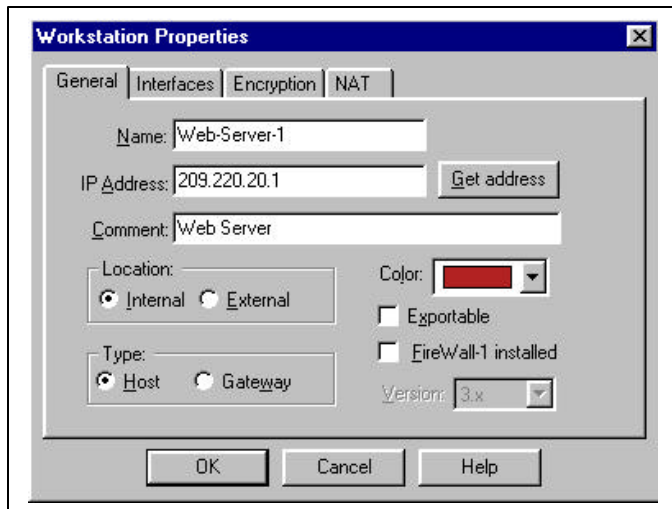 Workstation Properties
General Interfaces Encryption NAT
Name: Web-Server-1
IP Address: 209.220.20.1 Get address
Comment: Web Server
Location:
Internal External
Color:
Exportable
Type:
FireWall-1 installed
Host Gateway
Version: 3.x
OK Cancel Help